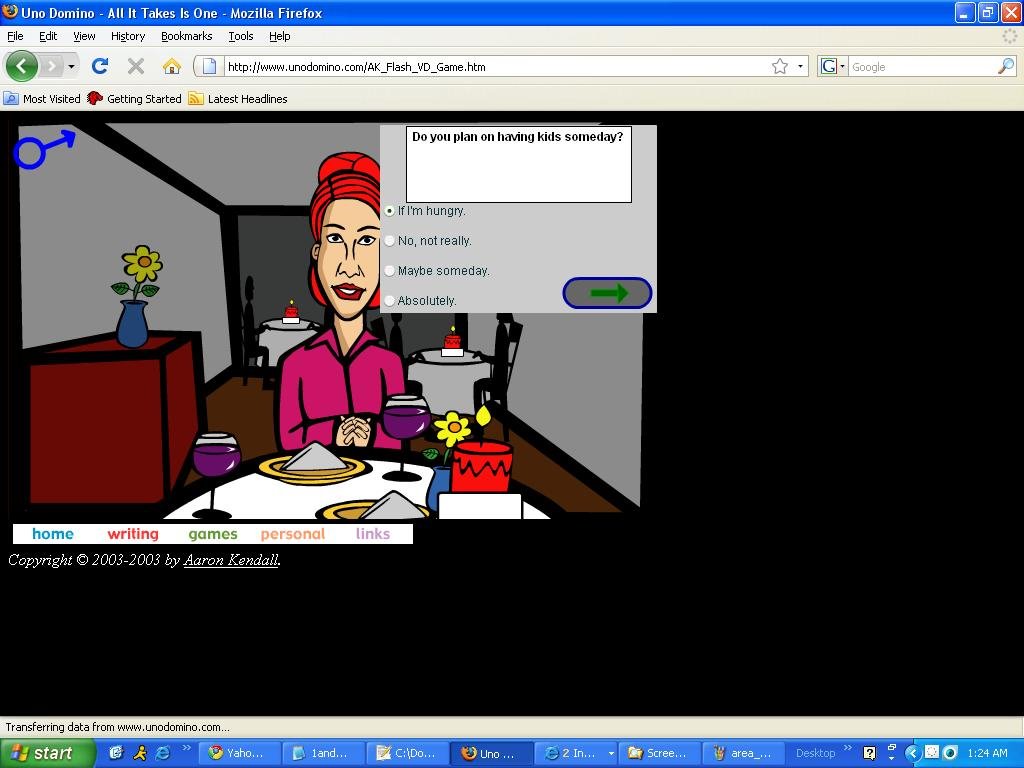 Uno Domino - All It Takes Is One - Mozilla Firefox
File Edit View History Bookmarks Tools Help
http://www.unodomino.com/AK_Flash_VD_Game.htm
G Google
Most Visited Getting Started Latest Headlines
Do you plan on having kids someday?
If I'm hungry.
No, not really.
Maybe someday.
Absolutely.
home writing games personal links
Copyright © 2003-2003 by Aaron Kendall.
Transferring data from www.unodomino.com...
start Yaho... 1and... C:\Do... Uno ... 2 In... Scree... area_... Desktop 1:24 AM